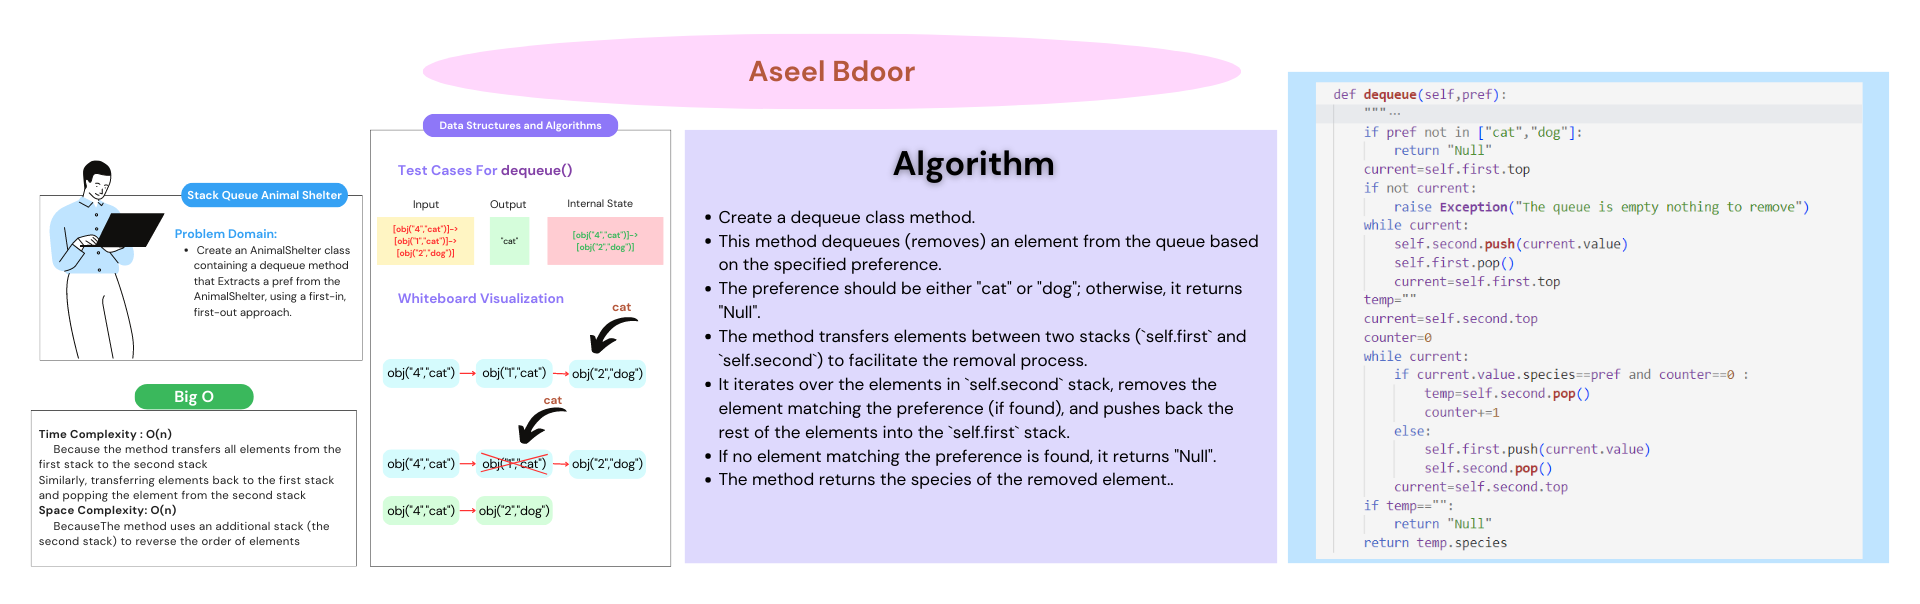 Aseel Bdoor
Stack Queue Animal Shelter
Problem Domain:
• Create an AnimalShelter class
containing a dequeue method
that Extracts a pref from the
AnimalShelter, using a first-in,
first-out approach.
Big O
Time Complexity : O(n)
Because the method transfers all elements from the
first stack to the second stack
Similarly, transferring elements back to the first stack
and popping the element from the second stack
Space Complexity: O(n)
BecauseThe method uses an additional stack (the
second stack) to reverse the order of elements
Data Structures and Algorithms
Test Cases For dequeue()
Input Output Internal State
[obj("4","cat")]->
[obj("1","cat")]->
[obj("2","dog")]
"cat"
[obj("4","cat")]->
[obj("2","dog")]
Whiteboard Visualization
cat
obj("4","cat") obj("1","cat") obj("2","dog")
cat
obj("4","cat") obj("1","cat") obj("2","dog")
obj("4","cat") obj("2","dog")
Algorithm
• Create a dequeue class method.
• This method dequeues (removes) an element from the queue based
on the specified preference.
• The preference should be either "cat" or "dog"; otherwise, it returns
"Null".
• The method transfers elements between two stacks (`self.first` and
`self.second`) to facilitate the removal process.
• It iterates over the elements in `self.second` stack, removes the
element matching the preference (if found), and pushes back the
rest of the elements into the `self.first` stack.
• If no element matching the preference is found, it returns "Null".
• The method returns the species of the removed element..
def dequeue(self,pref):
"""...
if pref not in ["cat","dog"]:
return "Null"
current=self.first.top
if not current:
raise Exception("The queue is empty nothing to remove")
while current:
self.second.push(current.value)
self.first.pop()
current=self.first.top
temp=""
current=self.second.top
counter=0
while current:
if current.value.species==pref and counter==0 :
temp=self.second.pop()
counter+=1
else:
self.first.push(current.value)
self.second.pop()
current=self.second.top
if temp=="":
return "Null"
return temp.species